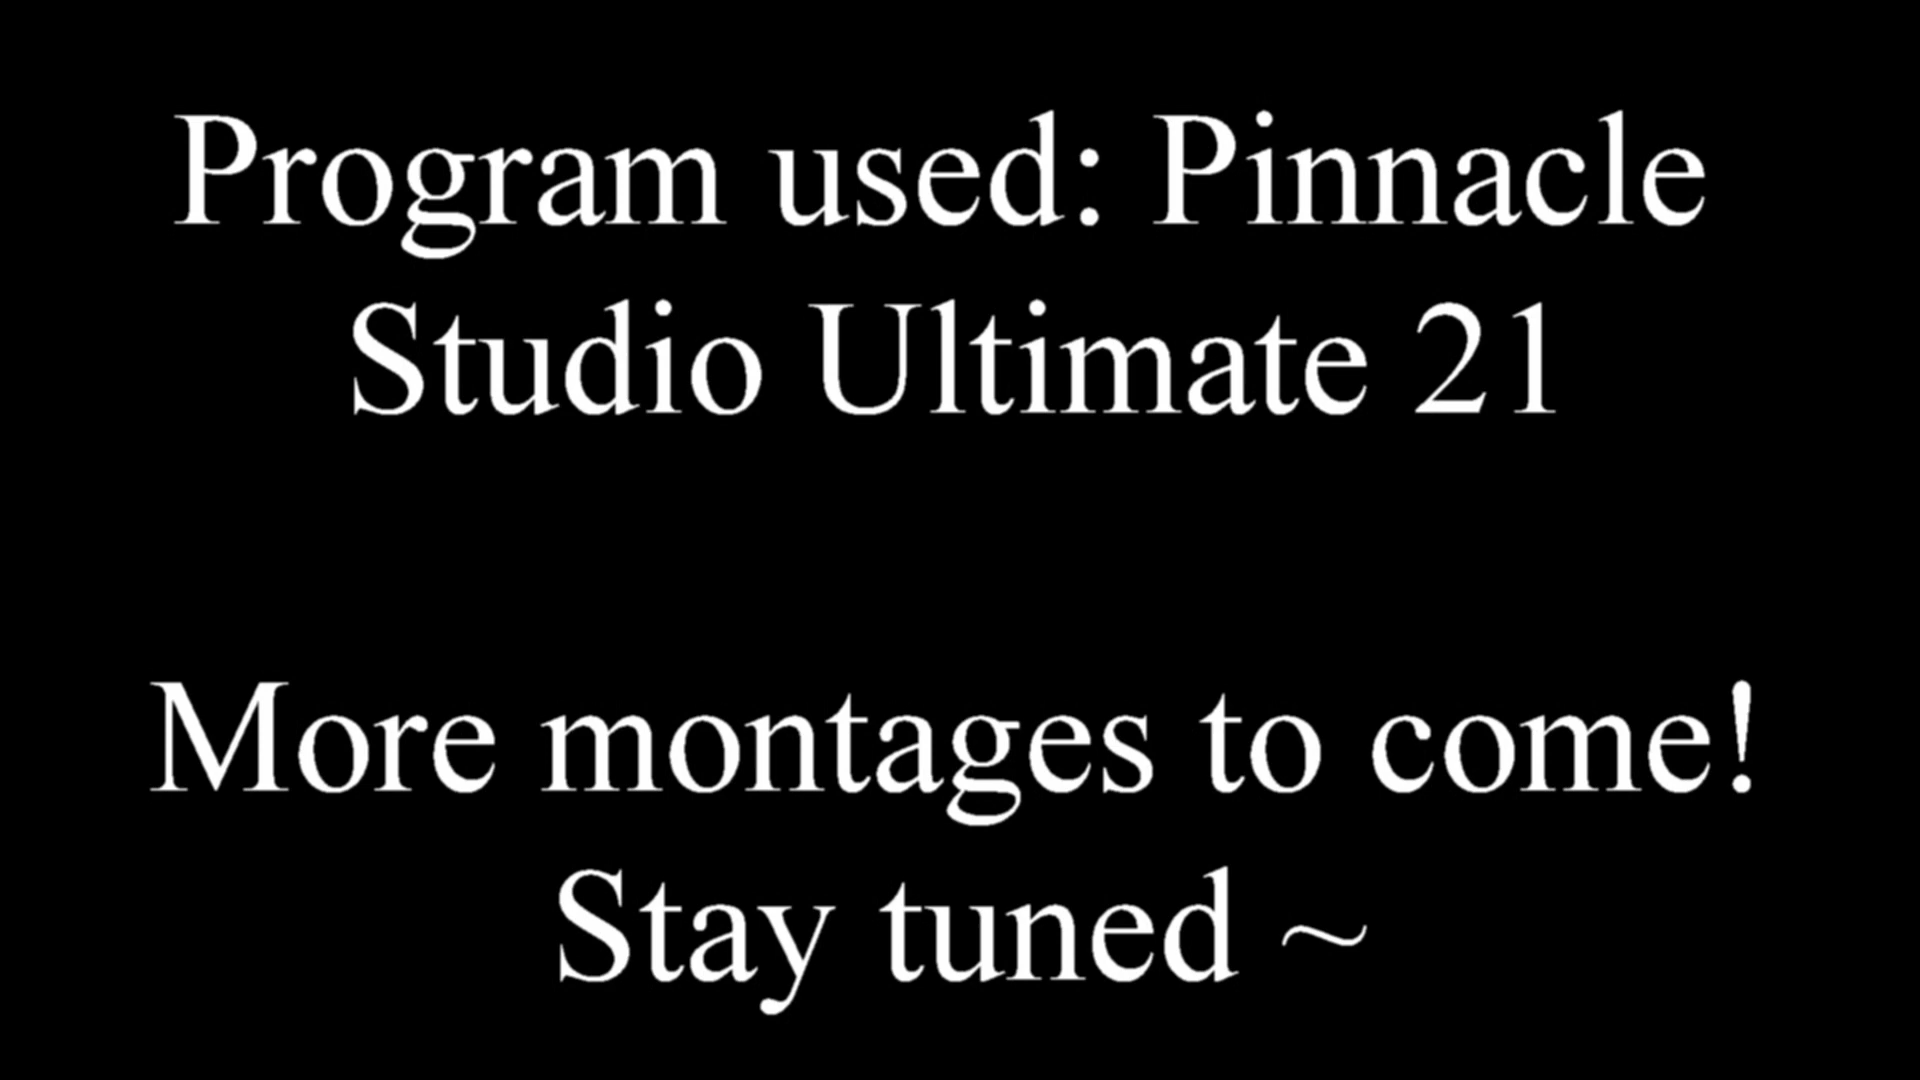 Program used: Pinnacle
Studio Ultimate 21
More montages to come!
Stay tuned ~